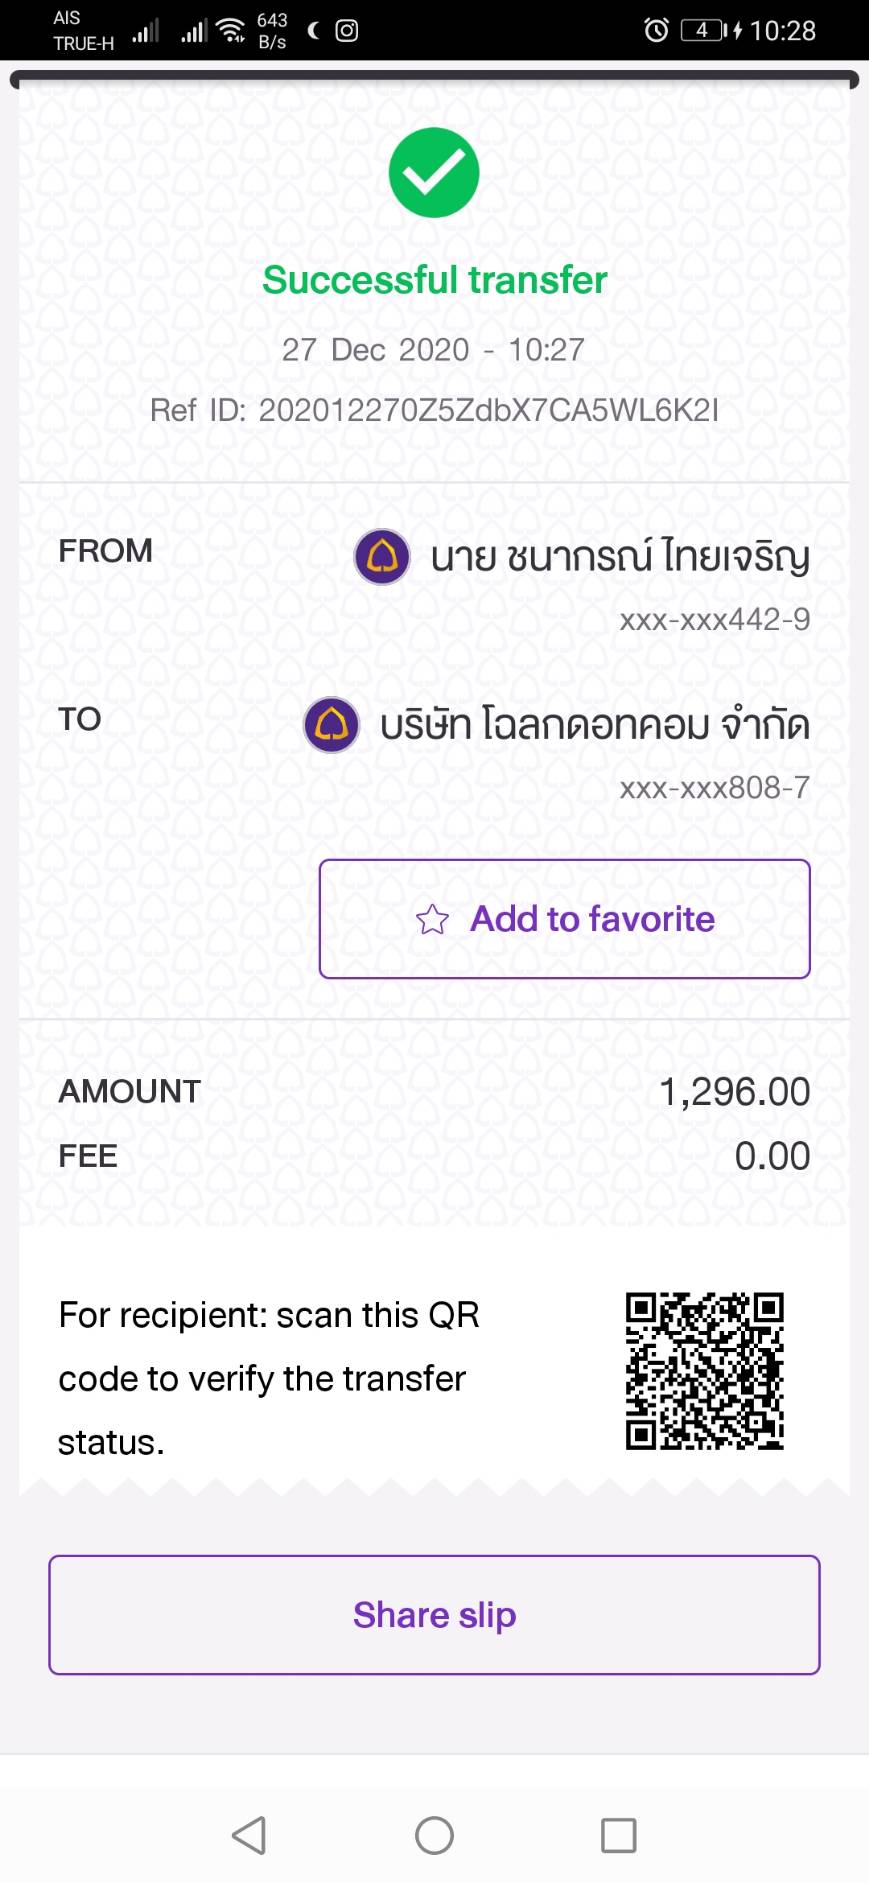 AIS
TRUE-H
643
B/s
4
10:28
Successful transfer
27 Dec 2020 - 10:27
Ref ID: 202012270Z5ZdbX7CA5WL6K2I
FROM
นาย ชนากรณ์ ไทยเจริญ
xxx-xxx442-9
TO
บริษัท โฉลกดอทคอม จำกัด
xxx-xxx808-7
Add to favorite
AMOUNT 1,296.00
FEE 0.00
For recipient: scan this QR
code to verify the transfer
status.
Share slip